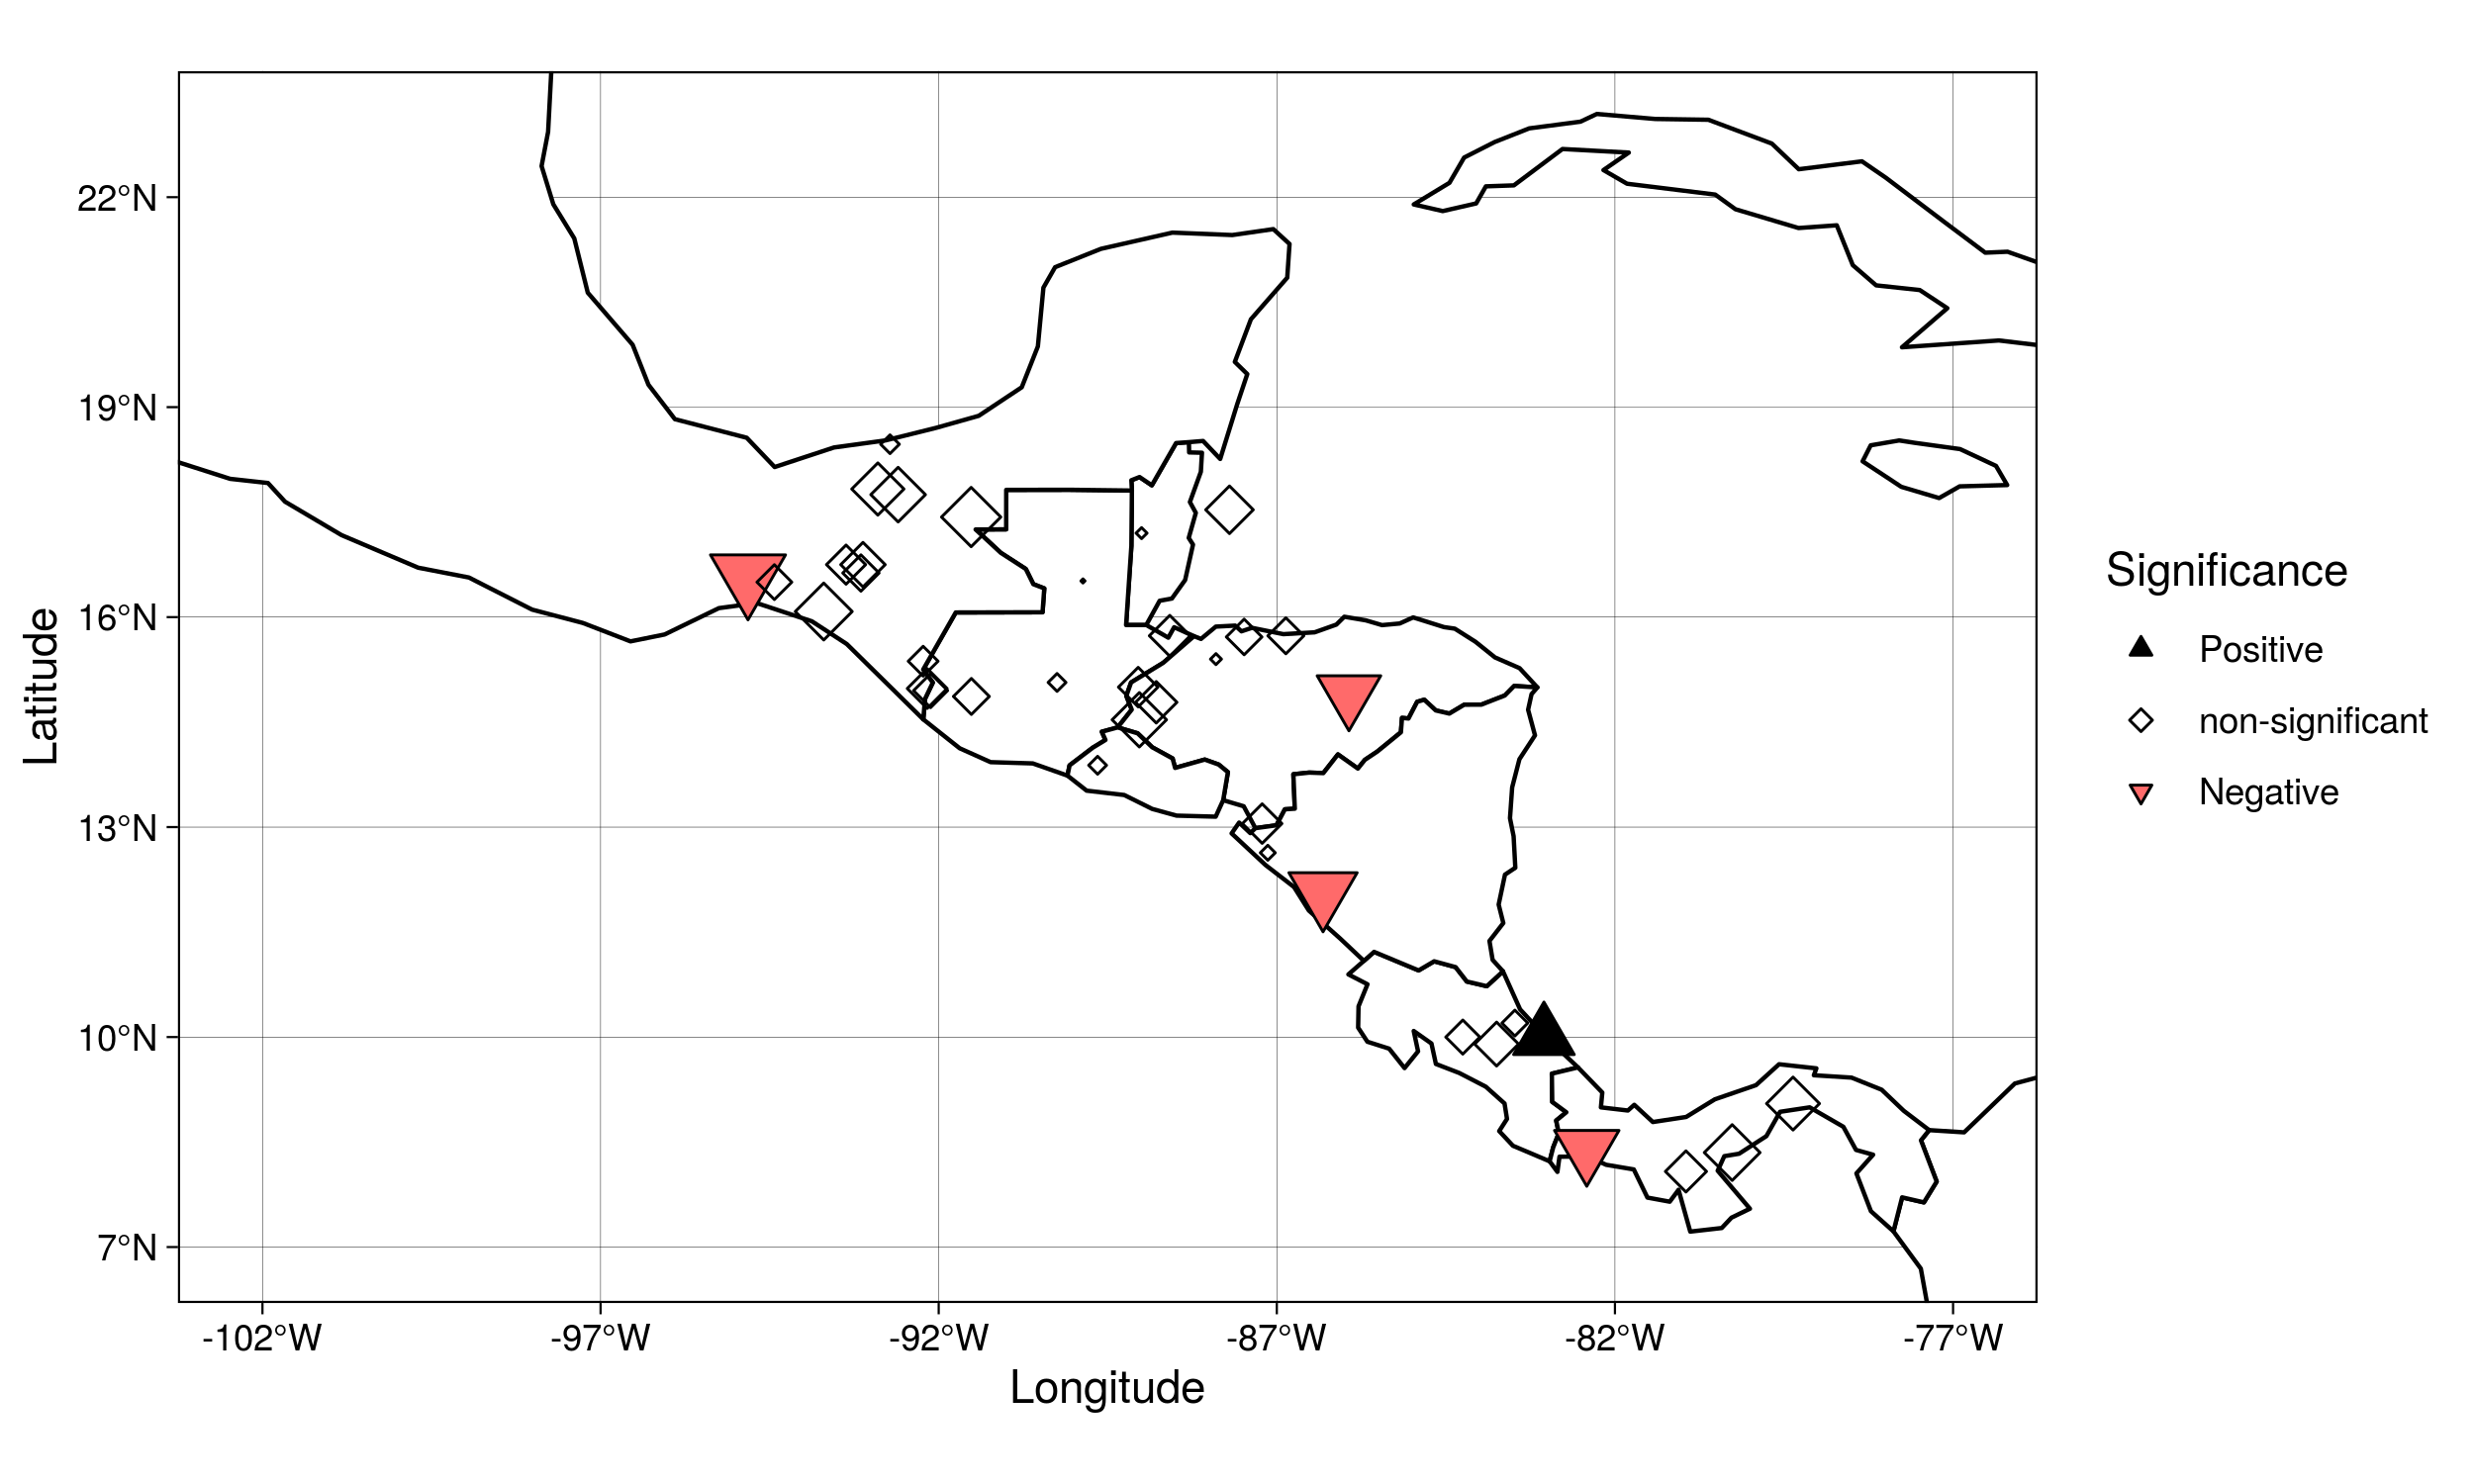 22°N
19°N
16°N
13°N
10°N
7°N
Latitude
-102°W
-97°W
-92°W
-87°W
-82°W
-77°W
Longitude
Significance
Positive
non-significant
Negative